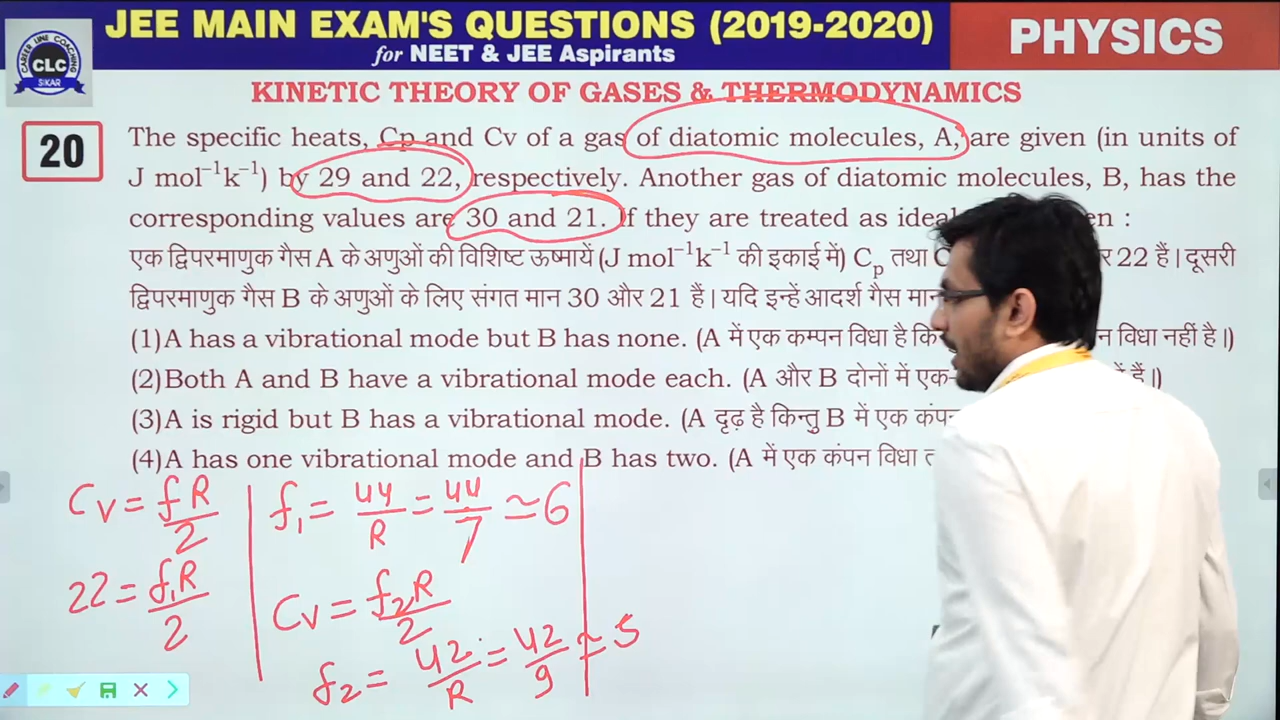 JEE MAIN EXAM'S QUESTIONS (2019-2020)
for NEET & JEE Aspirants
PHYSICS
CAREER LINE COACHING
CLC
SIKAR
KINETIC THEORY OF GASES & THERMODYNAMICS
20
The specific heats, Cp and Cv of a gas of diatomic molecules, A, are given (in units of
J mol⁻¹k⁻¹) by 29 and 22, respectively. Another gas of diatomic molecules, B, has the
corresponding values are 30 and 21. If they are treated as ideal en :
एक द्विपरमाणुक गैस A के अणुओं की विशिष्ट ऊष्मायें (J mol⁻¹k⁻¹ की इकाई में) Cp तथा C र 22 हैं। दूसरी
द्विपरमाणुक गैस B के अणुओं के लिए संगत मान 30 और 21 हैं। यदि इन्हें आदर्श गैस मान
(1)A has a vibrational mode but B has none. (A में एक कम्पन विधा है कि न विधा नहीं है।)
(2)Both A and B have a vibrational mode each. (A और B दोनों में एक- हैं।)
(3)A is rigid but B has a vibrational mode. (A दृढ़ है किन्तु B में एक कंप
(4)A has one vibrational mode and B has two. (A में एक कंपन विधा त
Cv = fR/2
22 = f₁R/2
f₁ = 44/R = 44/7 ≃ 6
Cv = f₂R/2
f₂ = 42/R = 42/9 ≃ 5